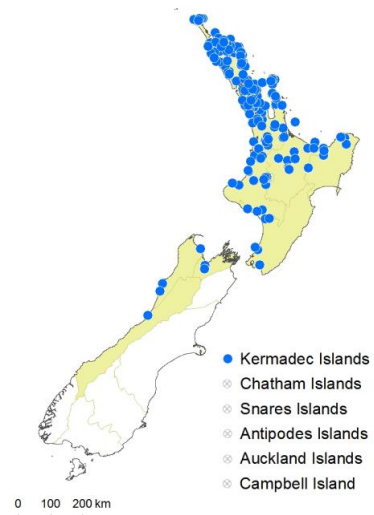 Kermadec Islands
Chatham Islands
Snares Islands
Antipodes Islands
Auckland Islands
Campbell Island
0 100 200 km